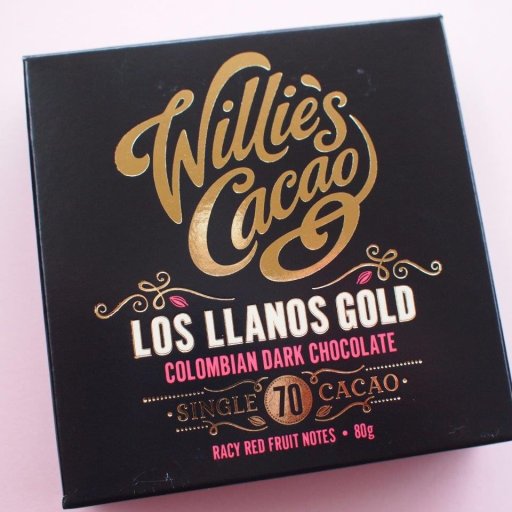 Willie's
Cacao
LOS LLANOS GOLD
COLOMBIAN DARK CHOCOLATE
SINGLE 70 CACAO
RACY RED FRUIT NOTES • 80g